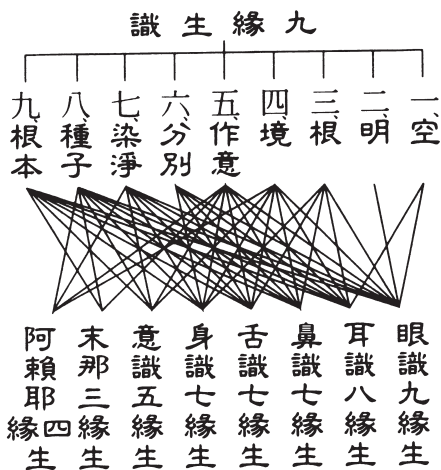 九緣生識
一、空
二、明
三、根
四、境
五、作意
六、分別
七、染淨
八、種子
九、根本
眼識九緣生
耳識八緣生
鼻識七緣生
舌識七緣生
身識七緣生
意識五緣生
末那三緣生
阿賴耶四緣生